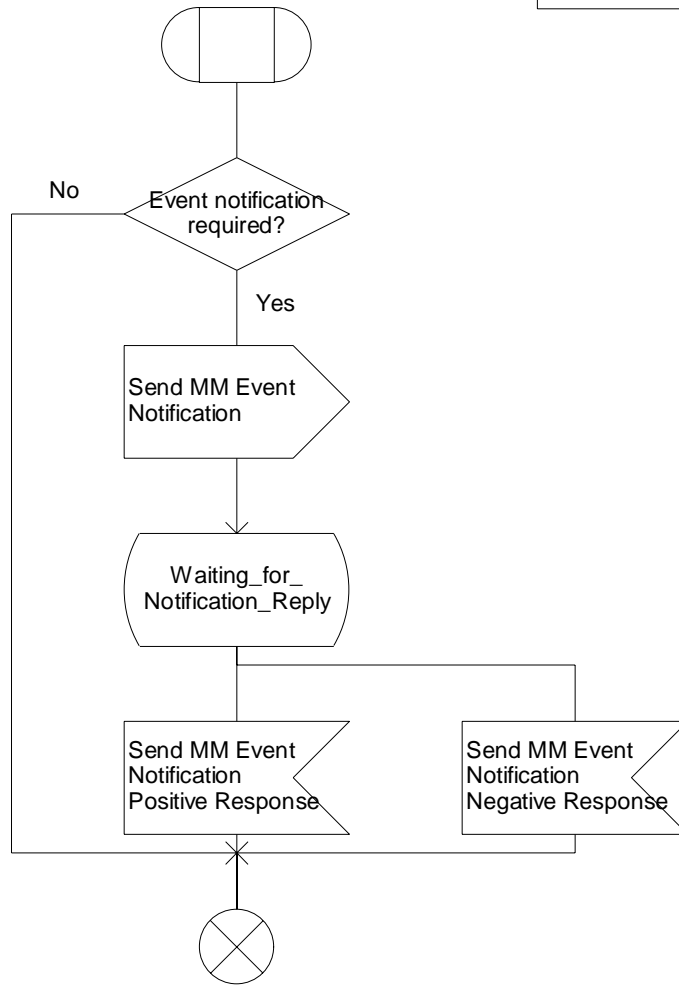 No
Event notification
required?
Yes
Send MM Event
Notification
Waiting_for_
Notification_Reply
Send MM Event
Notification
Positive Response
Send MM Event
Notification
Negative Response